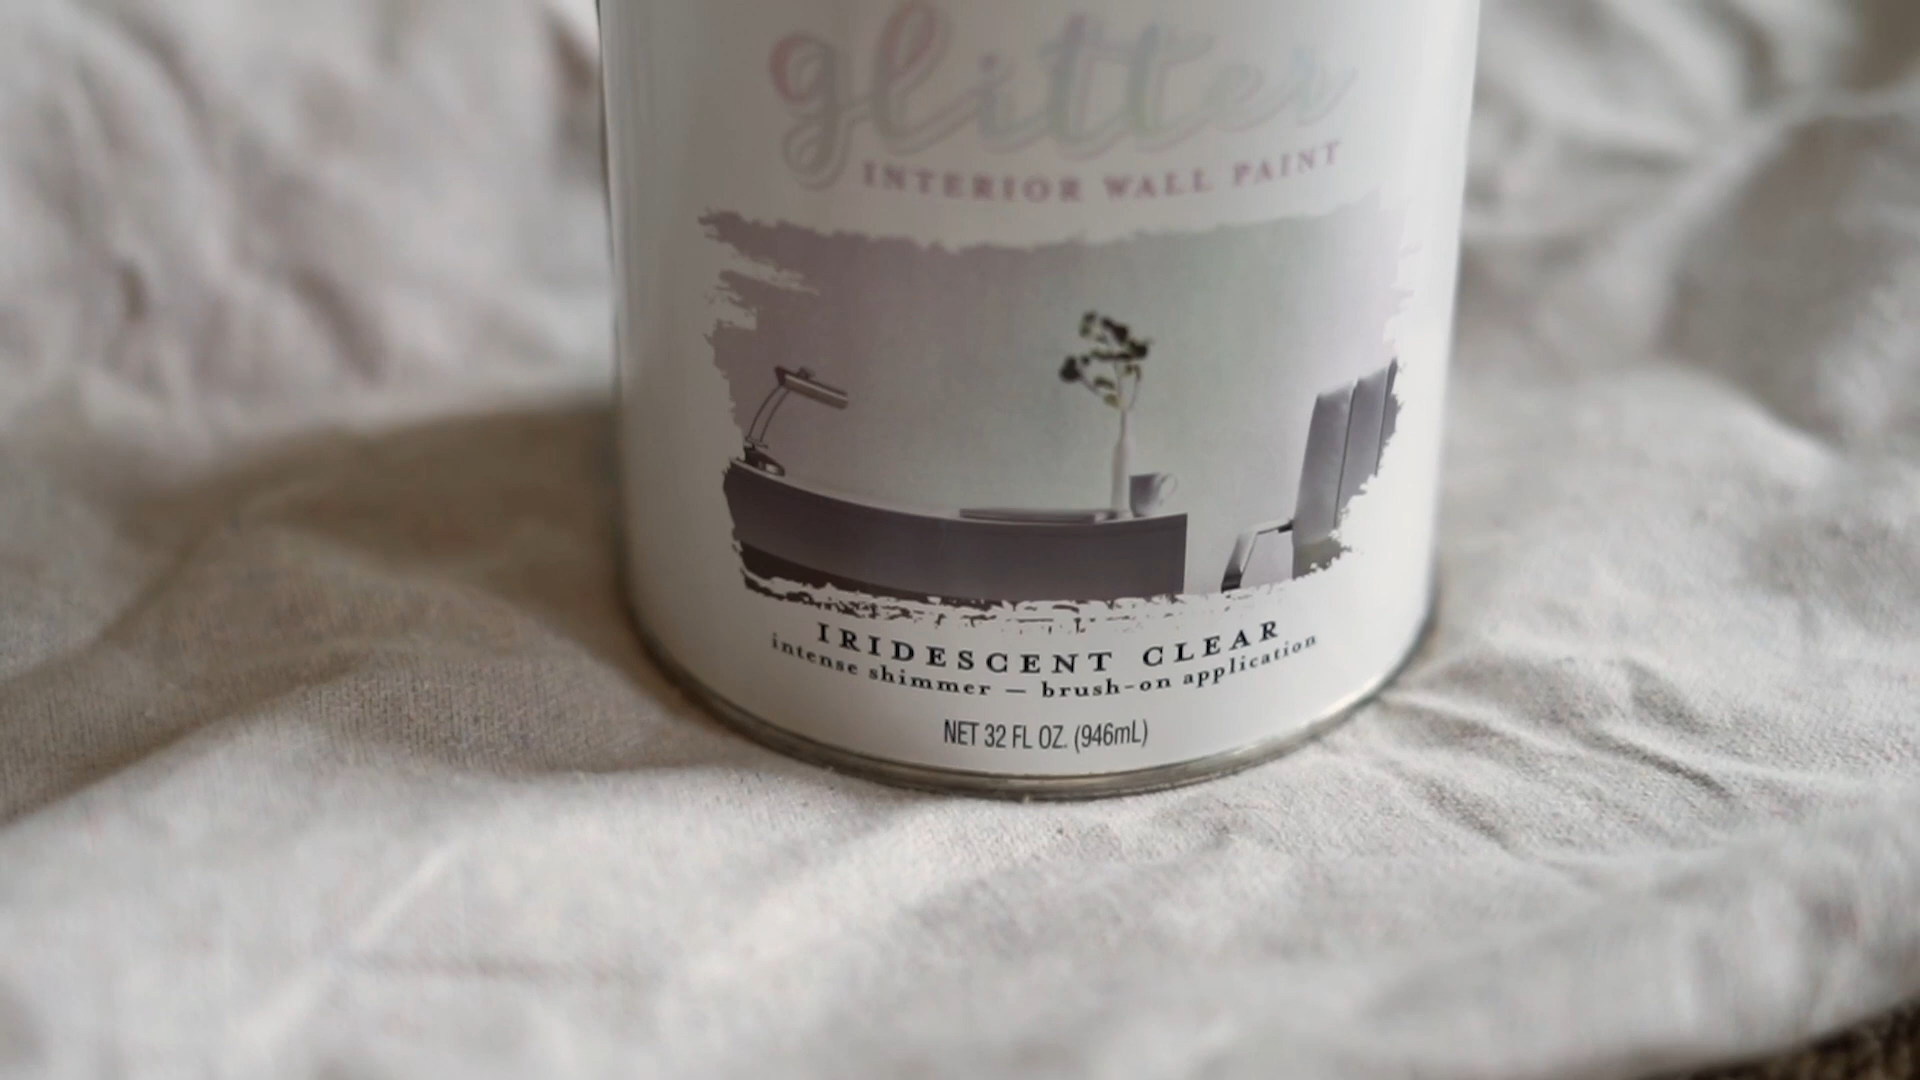 glitter
INTERIOR WALL PAINT
IRIDESCENT CLEAR
intense shimmer — brush-on application
NET 32 FL OZ. (946mL)